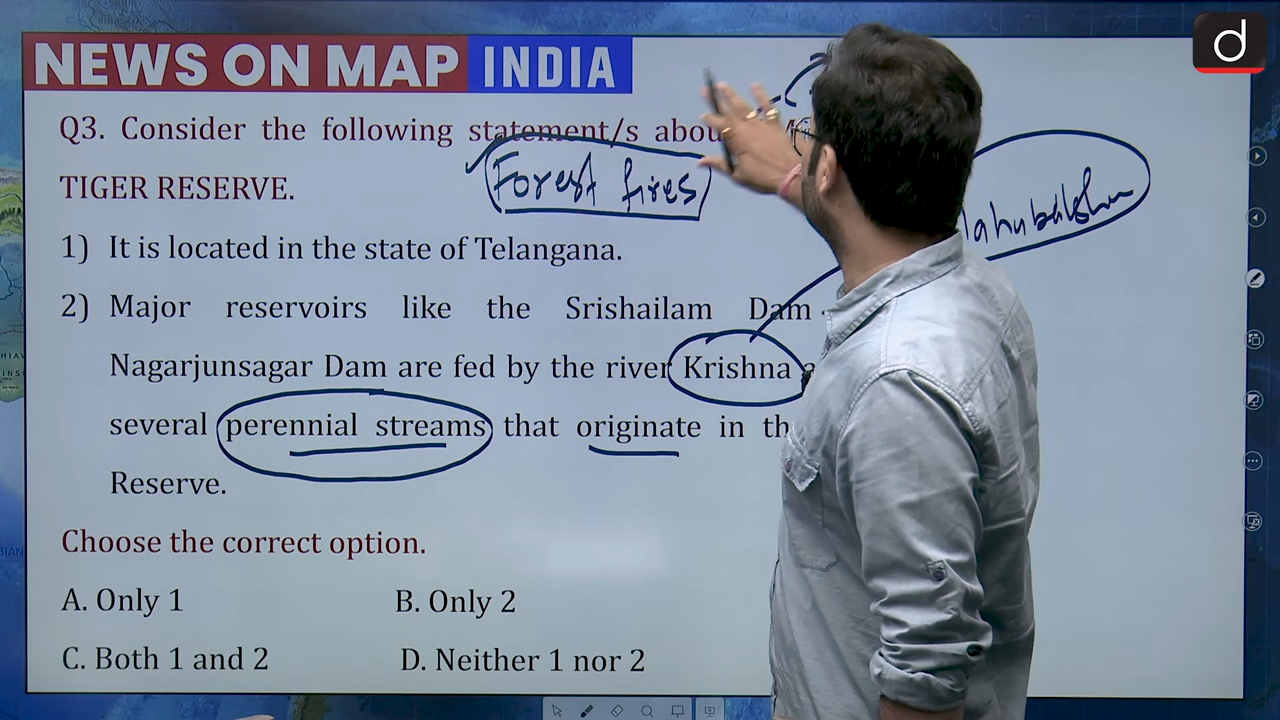 d
NEWS ON MAP INDIA
Q3. Consider the following statement/s
TIGER RESERVE.
Forest fires
1) It is located in the state of Telangana.
2) Major reservoirs like the Srishailam Dam
Nagarjunsagar Dam are fed by the river Krishna
several perennial streams that originate in
Reserve.
Choose the correct option.
A. Only 1
B. Only 2
C. Both 1 and 2
D. Neither 1 nor 2